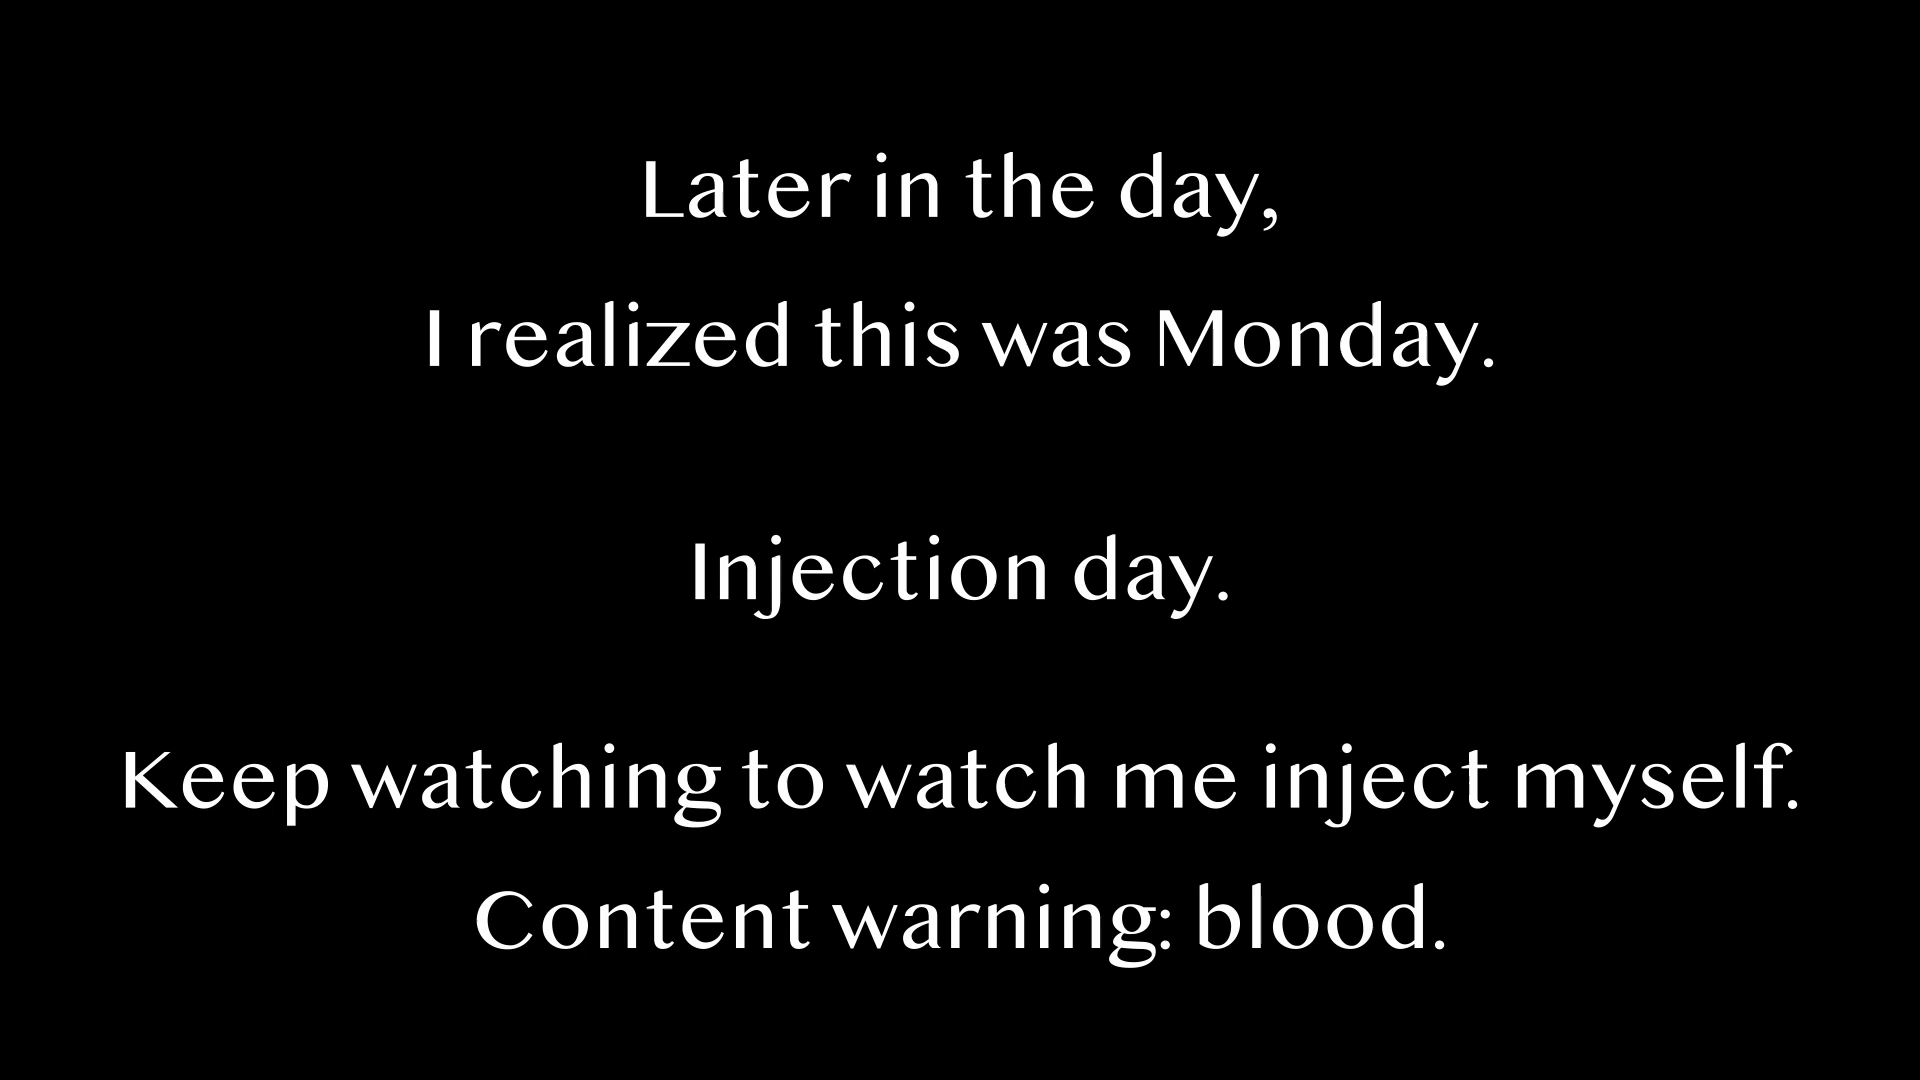 Later in the day,
I realized this was Monday.
Injection day.
Keep watching to watch me inject myself.
Content warning: blood.